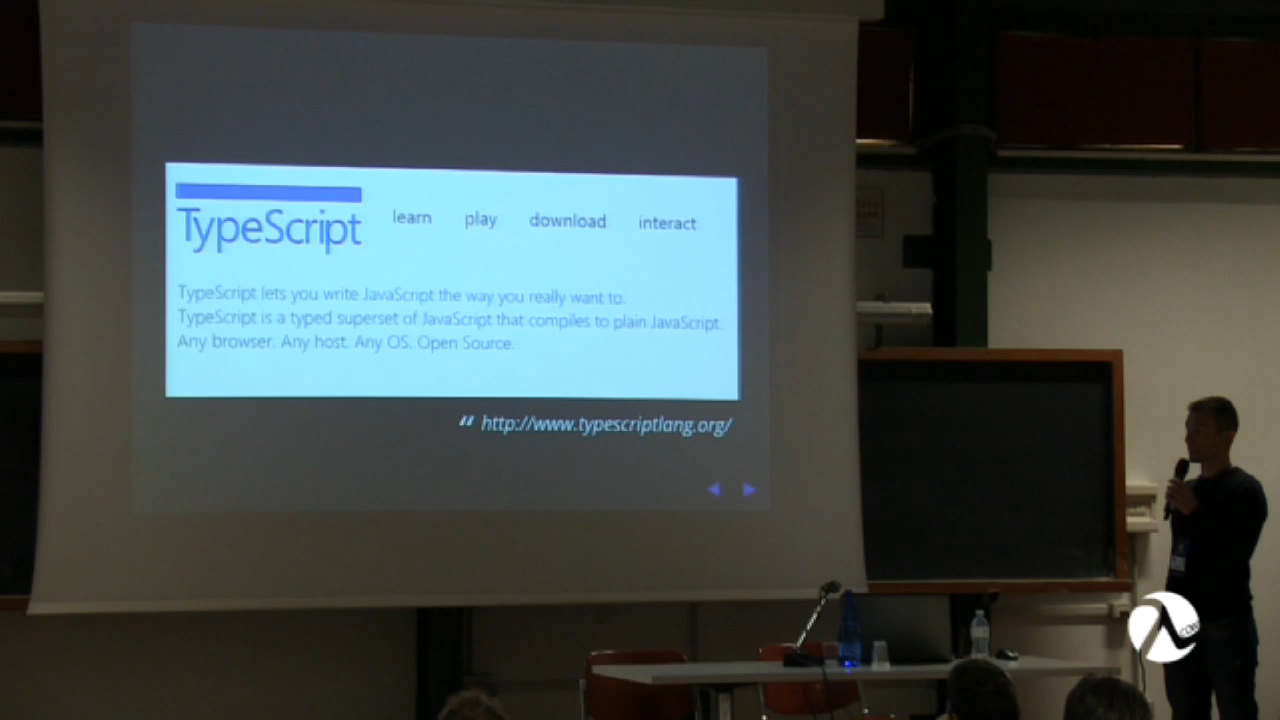 TypeScript
learn play download interact
TypeScript lets you write JavaScript the way you really want to.
TypeScript is a typed superset of JavaScript that compiles to plain JavaScript.
Any browser. Any host. Any OS. Open Source.
“ http://www.typescriptlang.org/
λ CON